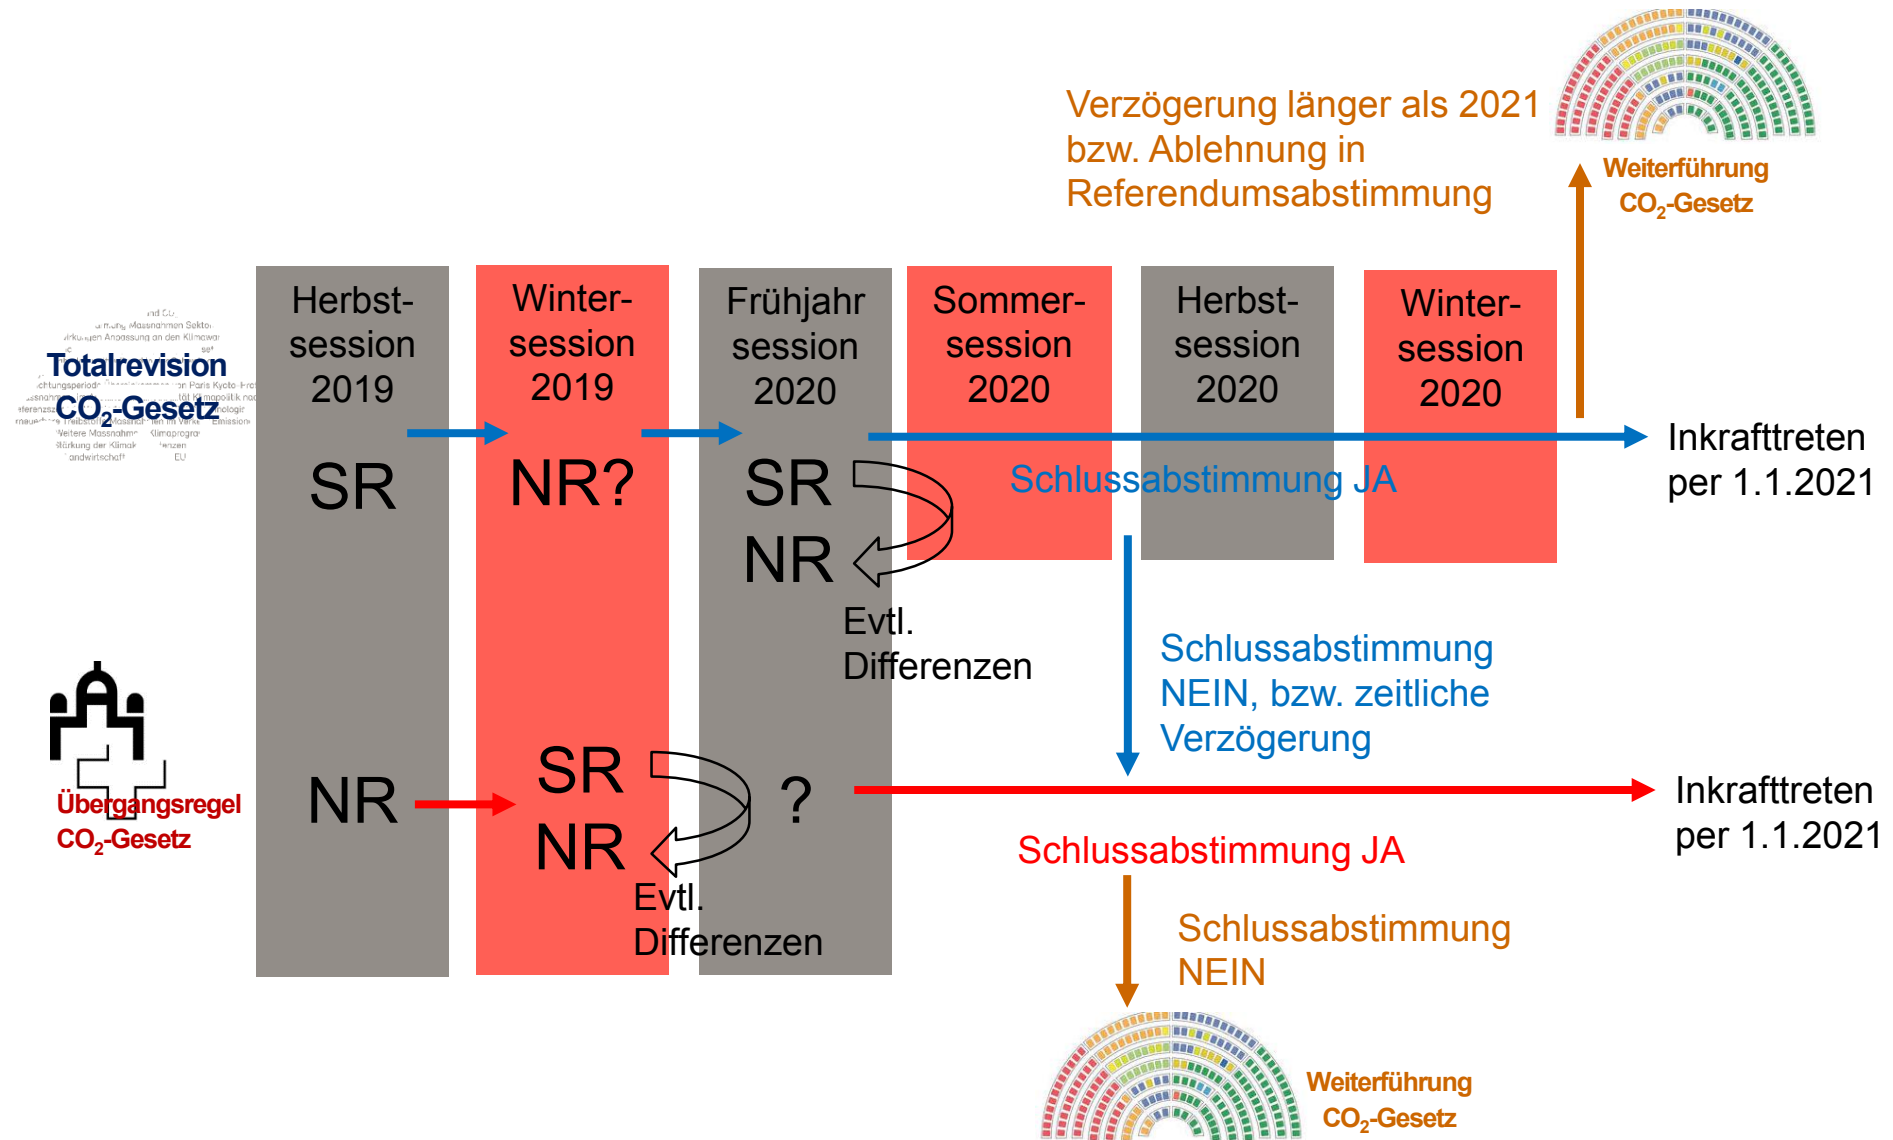 Verzögerung länger als 2021
bzw. Ablehnung in
Referendumsabstimmung
Weiterführung
CO₂-Gesetz
Totalrevision
CO₂-Gesetz
Herbst-
session
2019
Winter-
session
2019
Frühjahr
session
2020
Sommer-
session
2020
Herbst-
session
2020
Winter-
session
2020
SR
NR?
SR
NR
Evtl.
Differenzen
Schlussabstimmung JA
Inkrafttreten
per 1.1.2021
Schlussabstimmung
NEIN, bzw. zeitliche
Verzögerung
Übergangsregel
CO₂-Gesetz
NR
SR
NR
Evtl.
Differenzen
?
Schlussabstimmung JA
Inkrafttreten
per 1.1.2021
Schlussabstimmung
NEIN
Weiterführung
CO₂-Gesetz